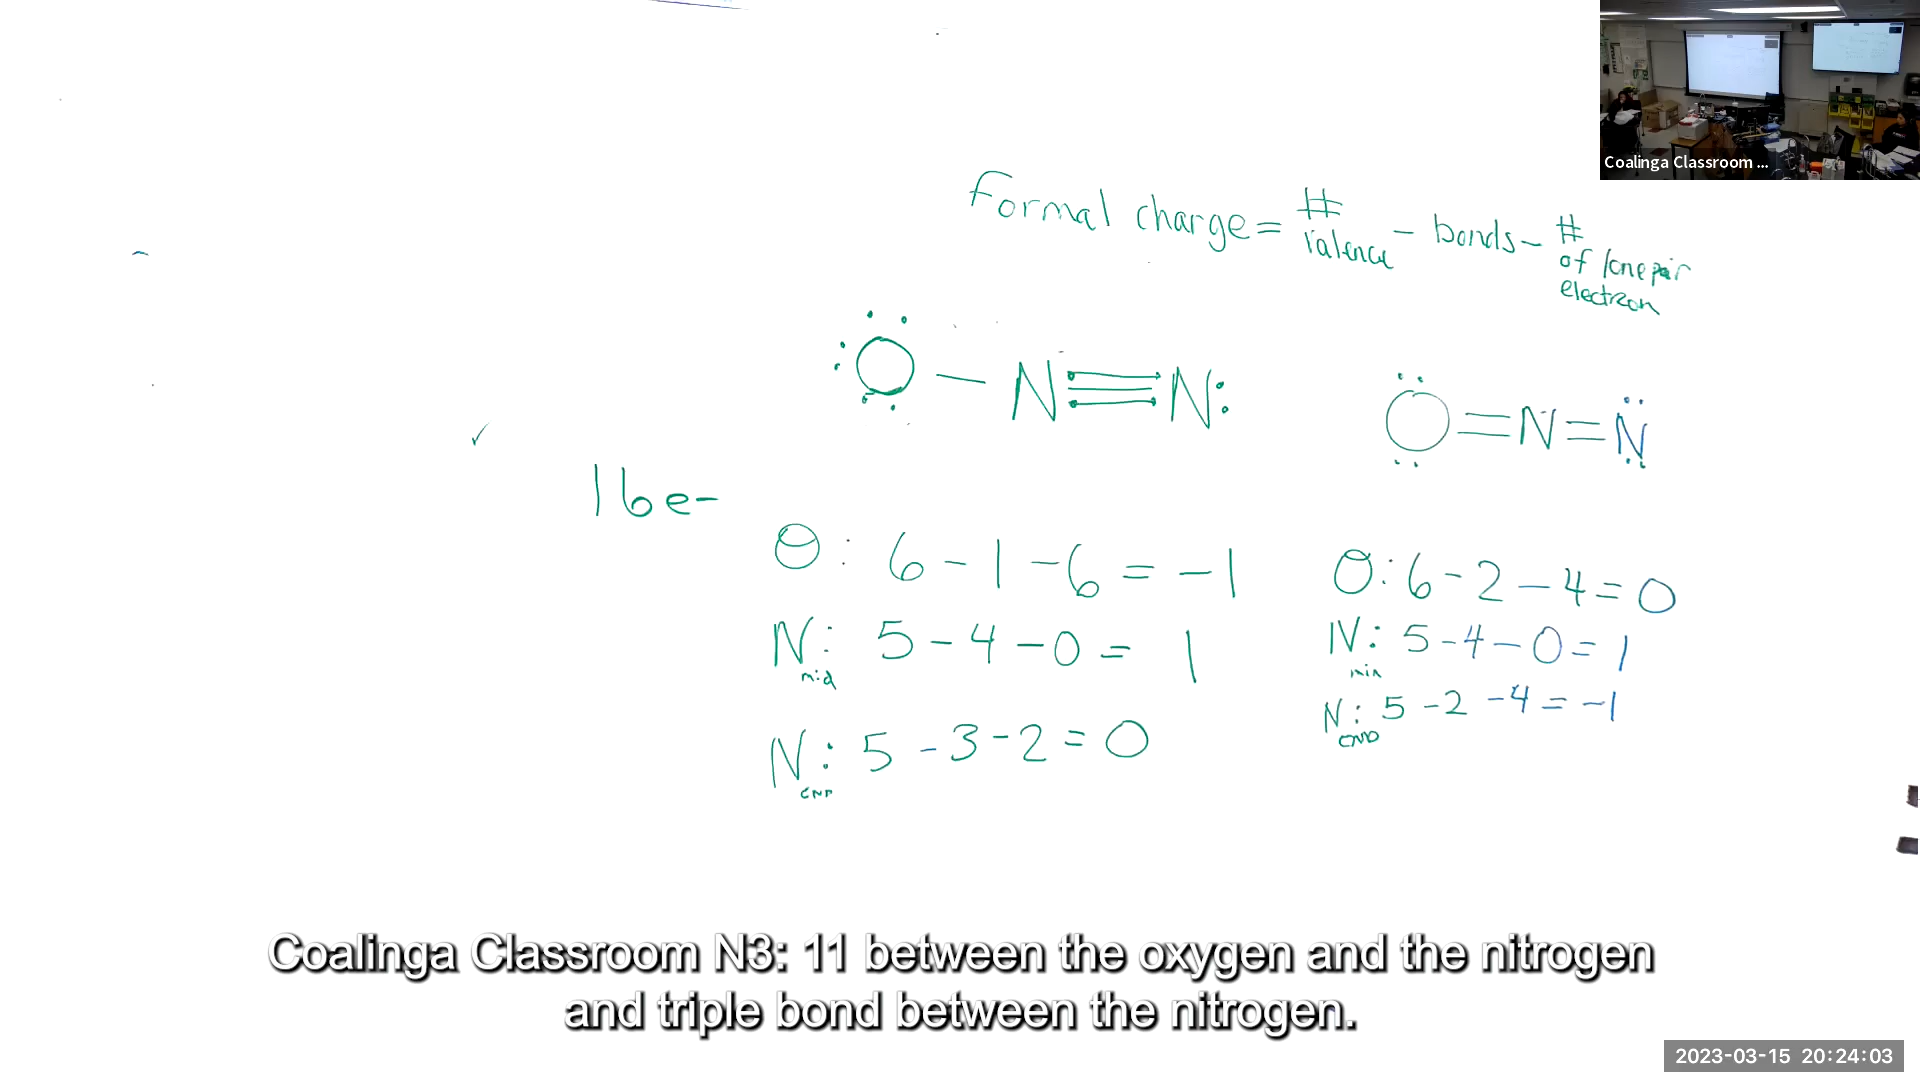 Coalinga Classroom ...
Formal charge = # valence - bonds - # of lone pair electron
O - N ≡ N:
O = N = N
16e-
O: 6 - 1 - 6 = -1
N: 5 - 4 - 0 = 1
mid
N: 5 - 3 - 2 = 0
END
O: 6 - 2 - 4 = 0
N: 5 - 4 - 0 = 1
N: 5 - 2 - 4 = -1
END
Coalinga Classroom N3: 11 between the oxygen and the nitrogen
and triple bond between the nitrogen.
2023-03-15 20:24:03